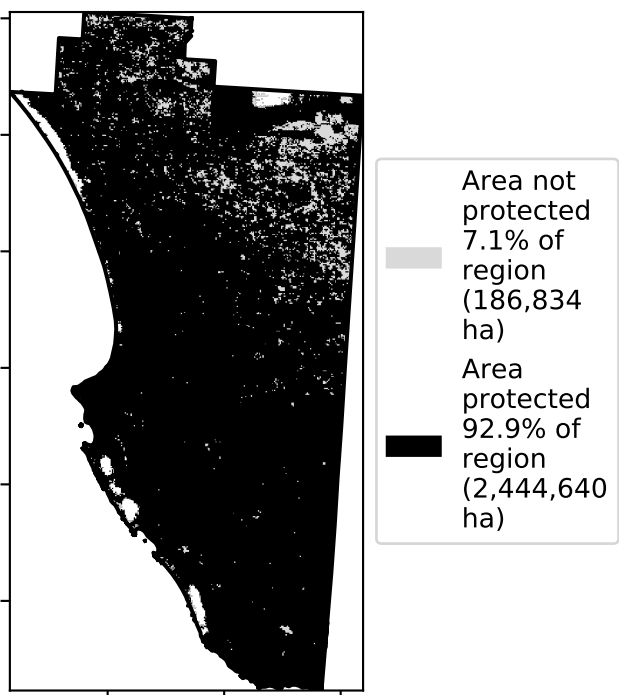 Area not
protected
7.1% of
region
(186,834
ha)
Area
protected
92.9% of
region
(2,444,640
ha)